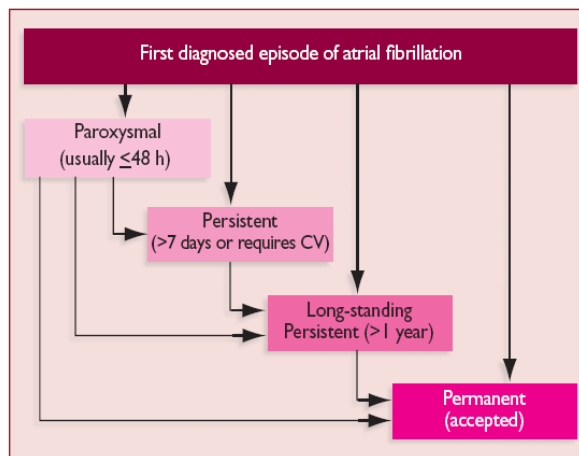 First diagnosed episode of atrial fibrillation
Paroxysmal
(usually ≤48 h)
Persistent
(>7 days or requires CV)
Long-standing
Persistent (>1 year)
Permanent
(accepted)